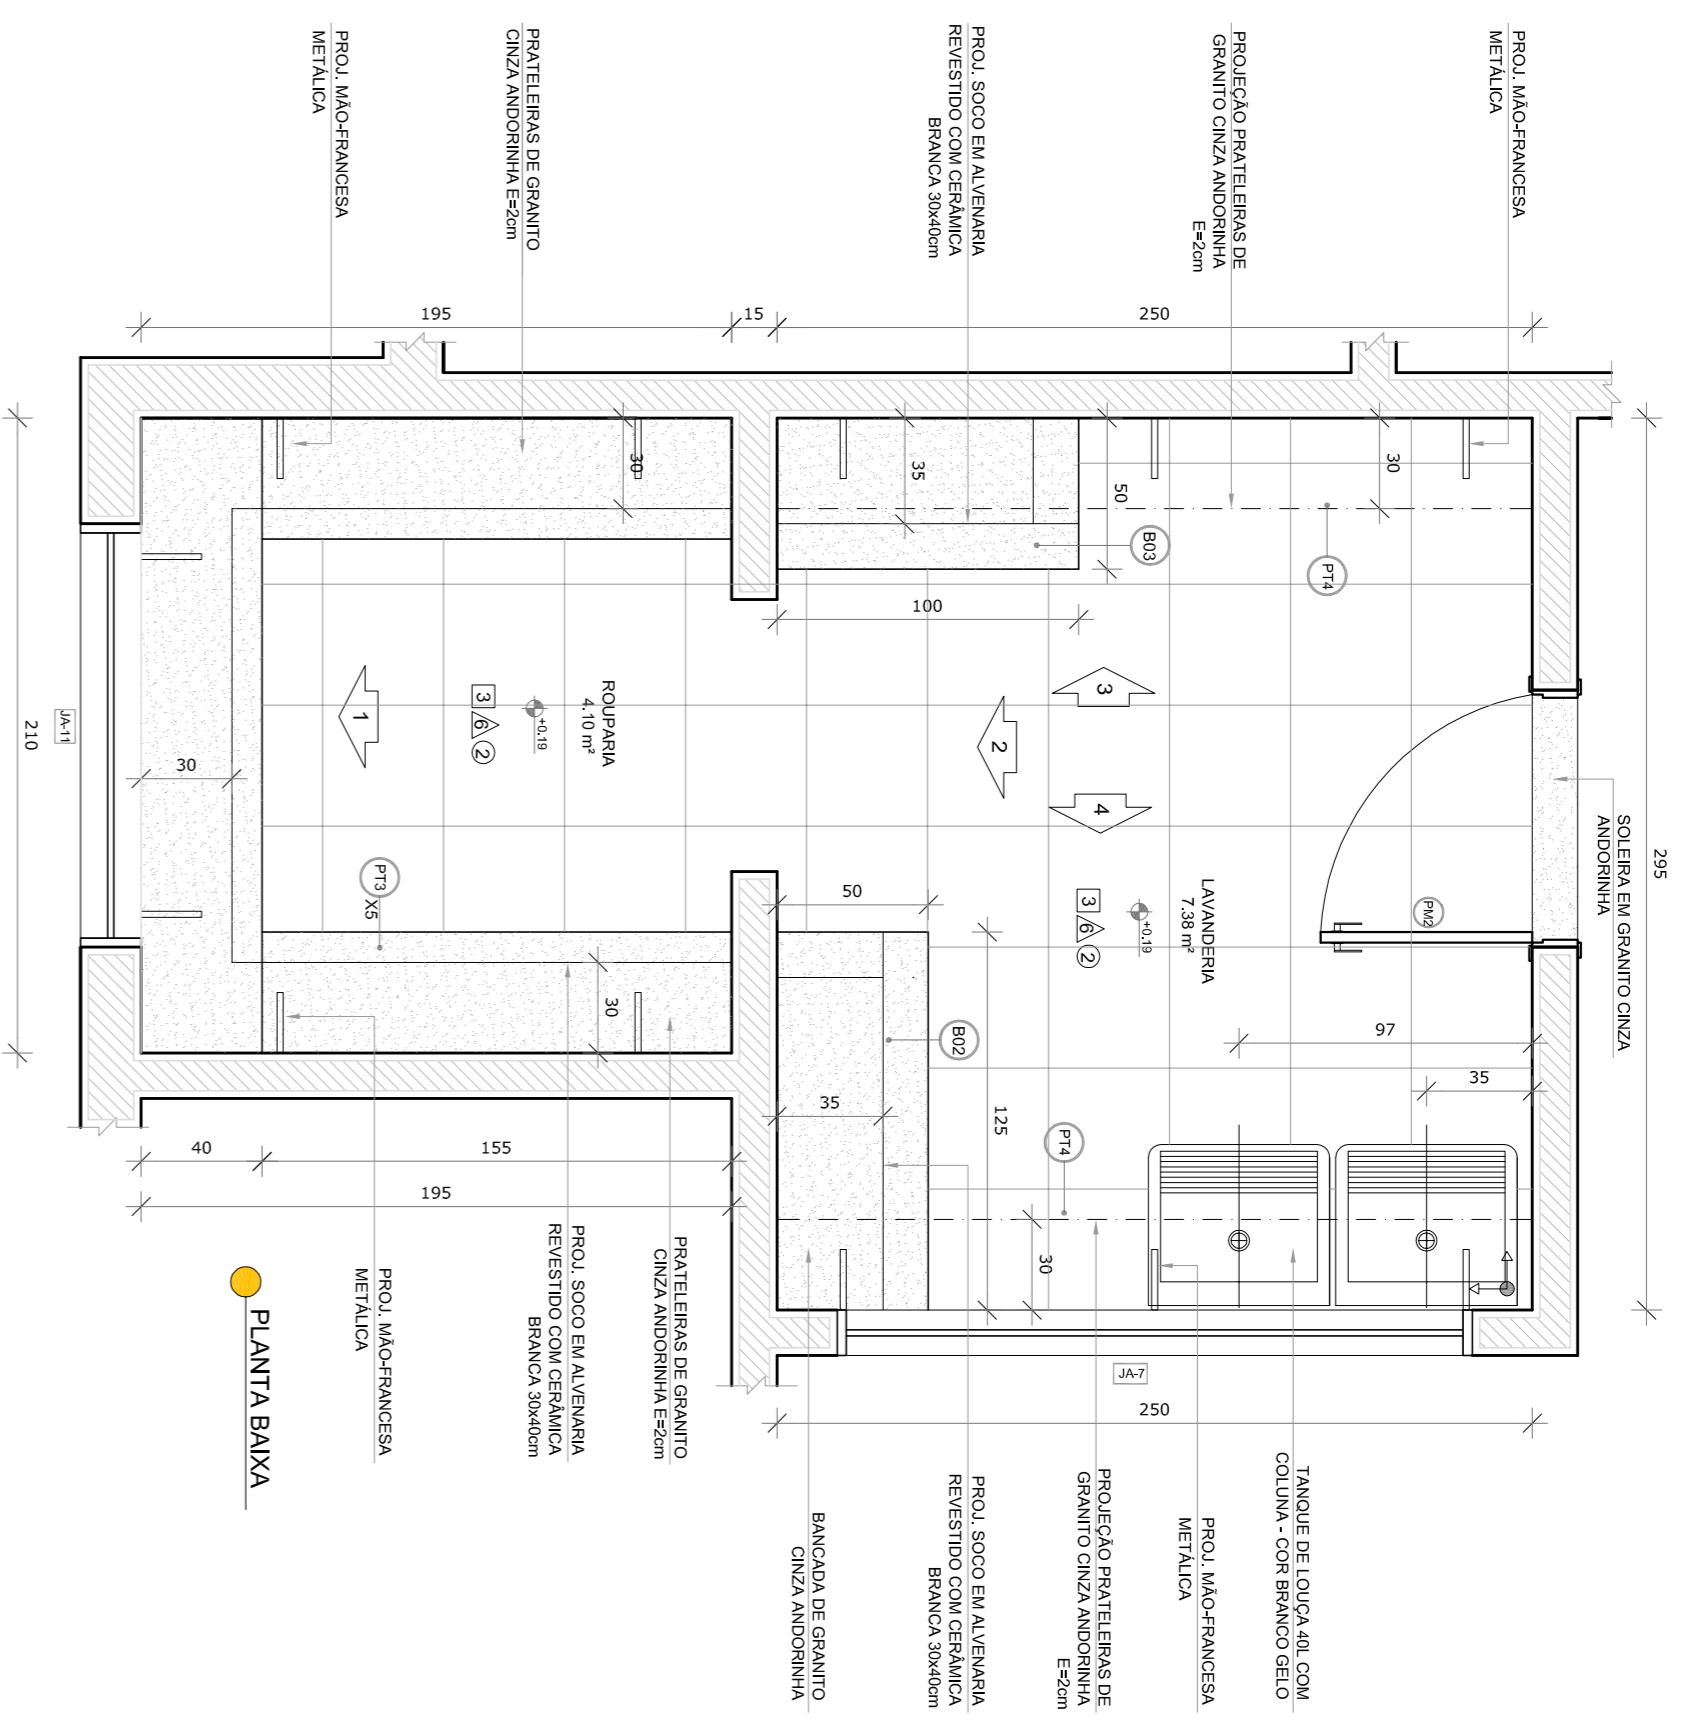 PROJ. MÃO-FRANCESA
METÁLICA
PRATELEIRAS DE GRANITO
CINZA ANDORINHA E=2cm
PROJ. SOCO EM ALVENARIA
REVESTIDO COM CERÂMICA
BRANCA 30x40cm
PROJEÇÃO PRATELEIRAS DE
GRANITO CINZA ANDORINHA
E=2cm
PROJ. MÃO-FRANCESA
METÁLICA
195
15
250
30
35
50
30
B03
PT4
100
ROUPARIA
4.10 m²
+0.19
3
6
2
1
3
2
4
30
JA-11
210
PT3
X5
30
50
LAVANDERIA
7.38 m²
+0.19
3
6
2
PM2
SOLEIRA EM GRANITO CINZA
ANDORINHA
295
97
35
B02
35
125
PT4
30
40
155
195
JA-7
250
PROJ. MÃO-FRANCESA
METÁLICA
PROJ. SOCO EM ALVENARIA
REVESTIDO COM CERÂMICA
BRANCA 30x40cm
PRATELEIRAS DE GRANITO
CINZA ANDORINHA E=2cm
BANCADA DE GRANITO
CINZA ANDORINHA
PROJ. SOCO EM ALVENARIA
REVESTIDO COM CERÂMICA
BRANCA 30x40cm
PROJEÇÃO PRATELEIRAS DE
GRANITO CINZA ANDORINHA
E=2cm
PROJ. MÃO-FRANCESA
METÁLICA
TANQUE DE LOUÇA 40L COM
COLUNA - COR BRANCO GELO
PLANTA BAIXA